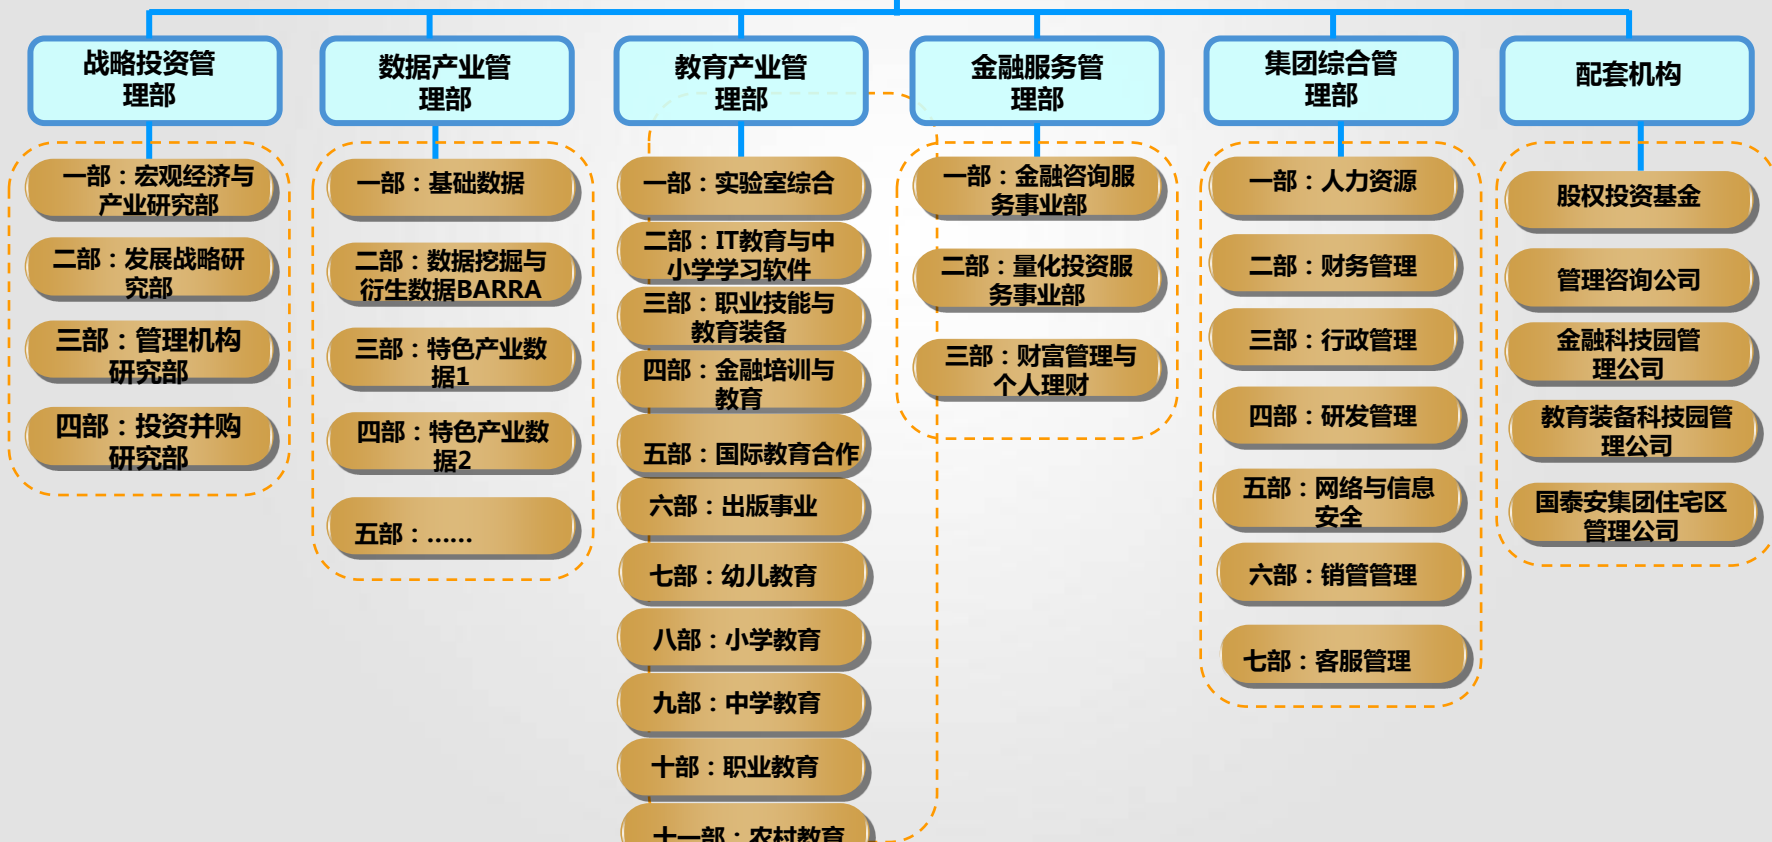 战略投资管
理部
一部：宏观经济与
产业研究部
二部：发展战略研
究部
三部：管理机构
研究部
四部：投资并购
研究部
数据产业管
理部
一部：基础数据
二部：数据挖掘与
衍生数据BARRA
三部：特色产业数
据1
四部：特色产业数
据2
五部：......
教育产业管
理部
一部：实验室综合
二部：IT教育与中
小学学习软件
三部：职业技能与
教育装备
四部：金融培训与
教育
五部：国际教育合作
六部：出版事业
七部：幼儿教育
八部：小学教育
九部：中学教育
十部：职业教育
十一部：农村教育
金融服务管
理部
一部：金融咨询服
务事业部
二部：量化投资服
务事业部
三部：财富管理与
个人理财
集团综合管
理部
一部：人力资源
二部：财务管理
三部：行政管理
四部：研发管理
五部：网络与信息
安全
六部：销管管理
七部：客服管理
配套机构
股权投资基金
管理咨询公司
金融科技园管
理公司
教育装备科技园管
理公司
国泰安集团住宅区
管理公司